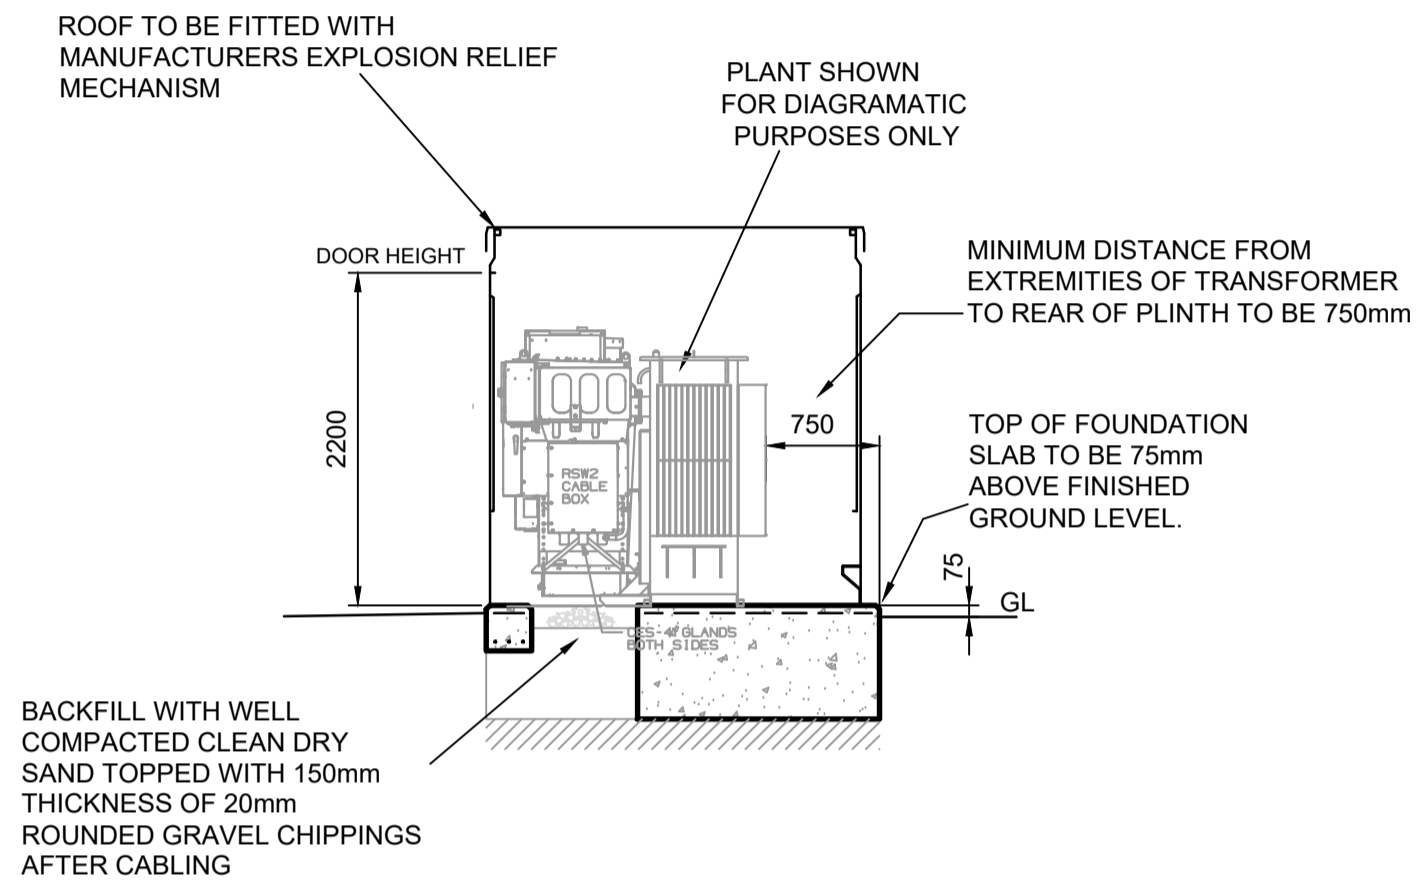 ROOF TO BE FITTED WITH
MANUFACTURERS EXPLOSION RELIEF
MECHANISM
PLANT SHOWN
FOR DIAGRAMATIC
PURPOSES ONLY
DOOR HEIGHT
MINIMUM DISTANCE FROM
EXTREMITIES OF TRANSFORMER
TO REAR OF PLINTH TO BE 750mm
2200
750
TOP OF FOUNDATION
SLAB TO BE 75mm
ABOVE FINISHED
GROUND LEVEL.
RSW2
CABLE
BOX
75
GL
GLANDS
BOTH SIDES
BACKFILL WITH WELL
COMPACTED CLEAN DRY
SAND TOPPED WITH 150mm
THICKNESS OF 20mm
ROUNDED GRAVEL CHIPPINGS
AFTER CABLING